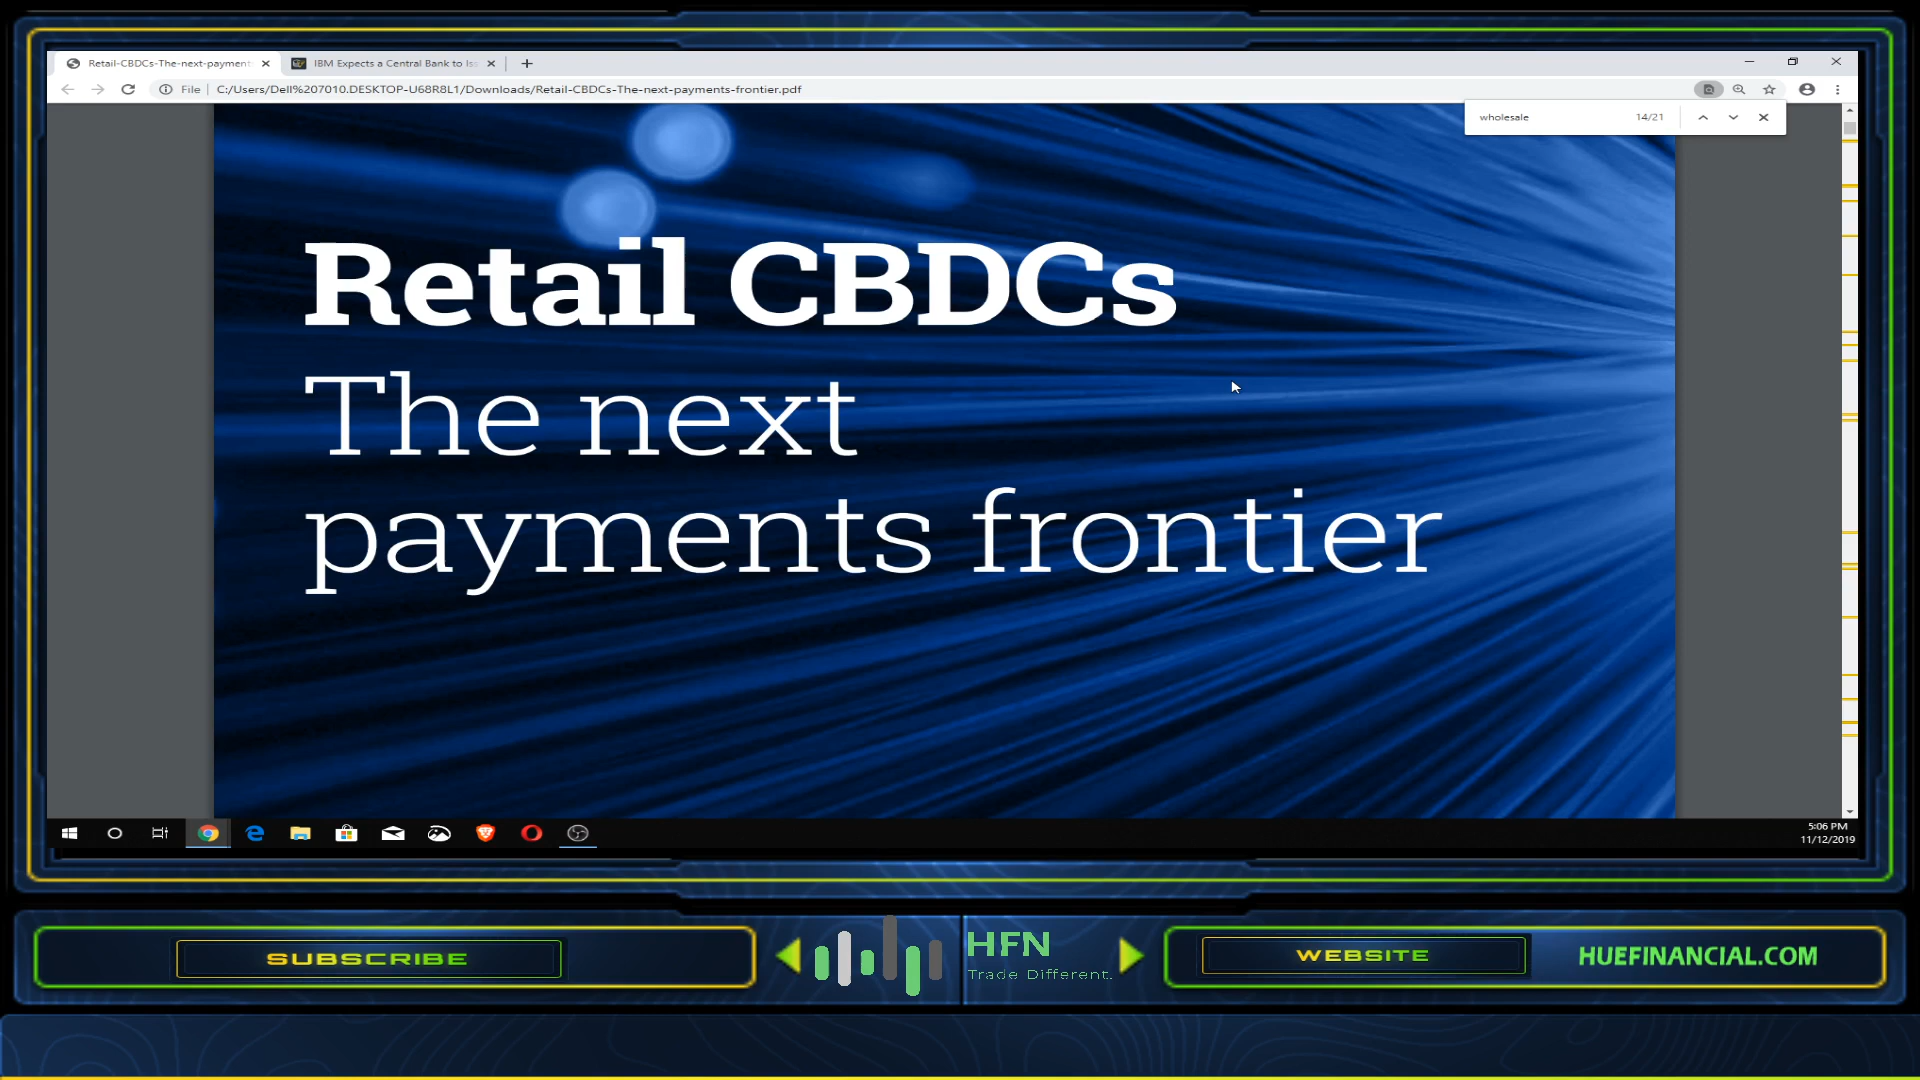 Retail-CBDCs-The-next-payment
IBM Expects a Central Bank to Is
File
C:/Users/Dell%207010.DESKTOP-U68R8L1/Downloads/Retail-CBDCs-The-next-payments-frontier.pdf
wholesale 14/21
Retail CBDCs
The next
payments frontier
5:06 PM
11/12/2019
SUBSCRIBE
HFN
Trade Different.
WEBSITE
HUEFINANCIAL.COM